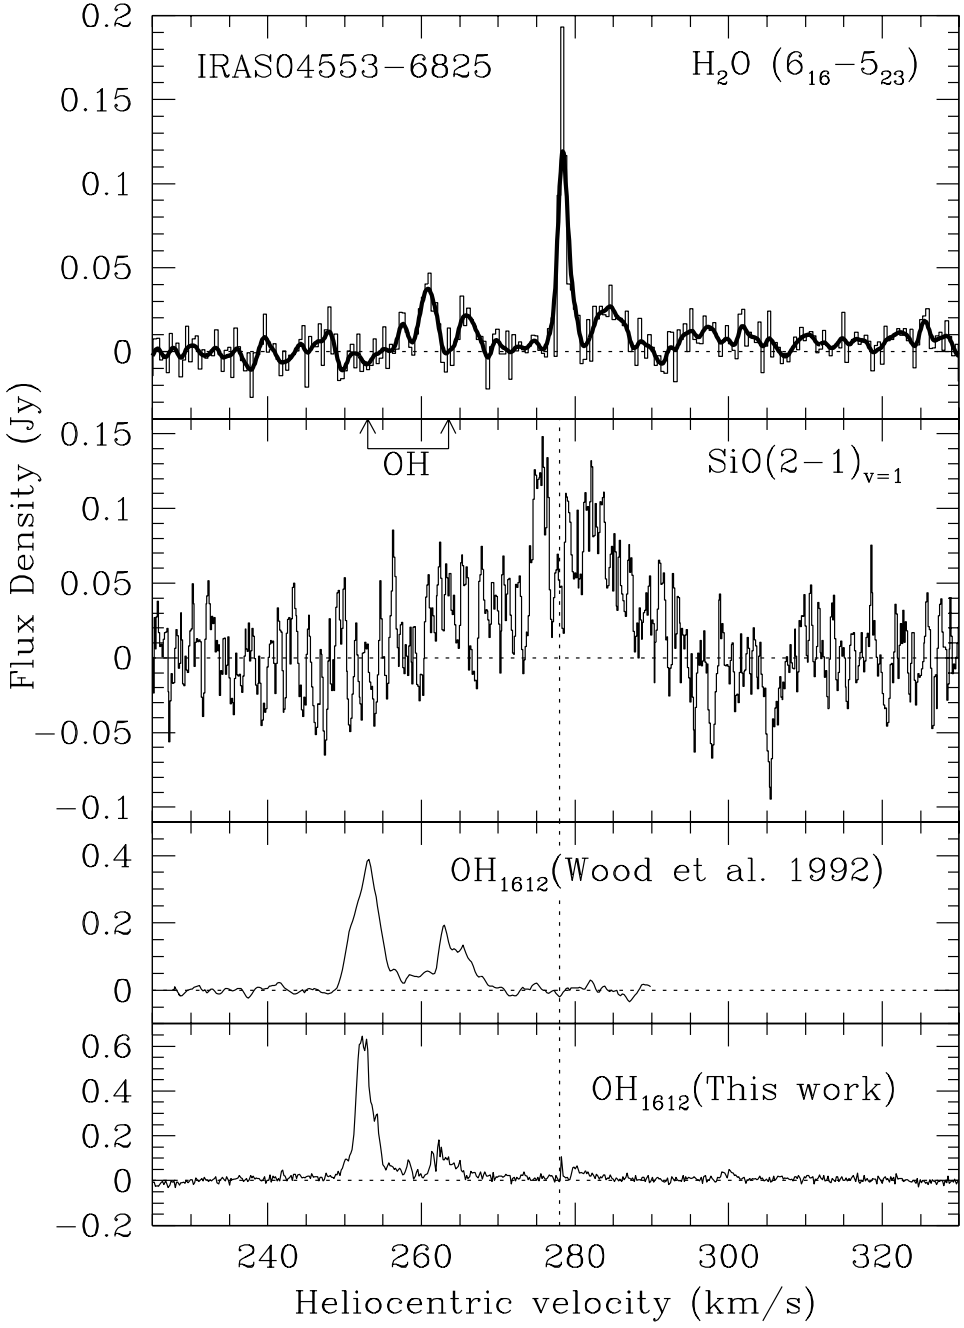 0.2
IRAS04553−6825
H₂O (6₁₆−5₂₃)
0.15
0.1
0.05
0
OH
0.15
SiO(2−1)ᵥ₌₁
0.1
0.05
0
−0.05
−0.1
Flux Density (Jy)
OH₁₆₁₂(Wood et al. 1992)
0.4
0.2
0
0.6
OH₁₆₁₂(This work)
0.4
0.2
0
−0.2
240 260 280 300 320
Heliocentric velocity (km/s)